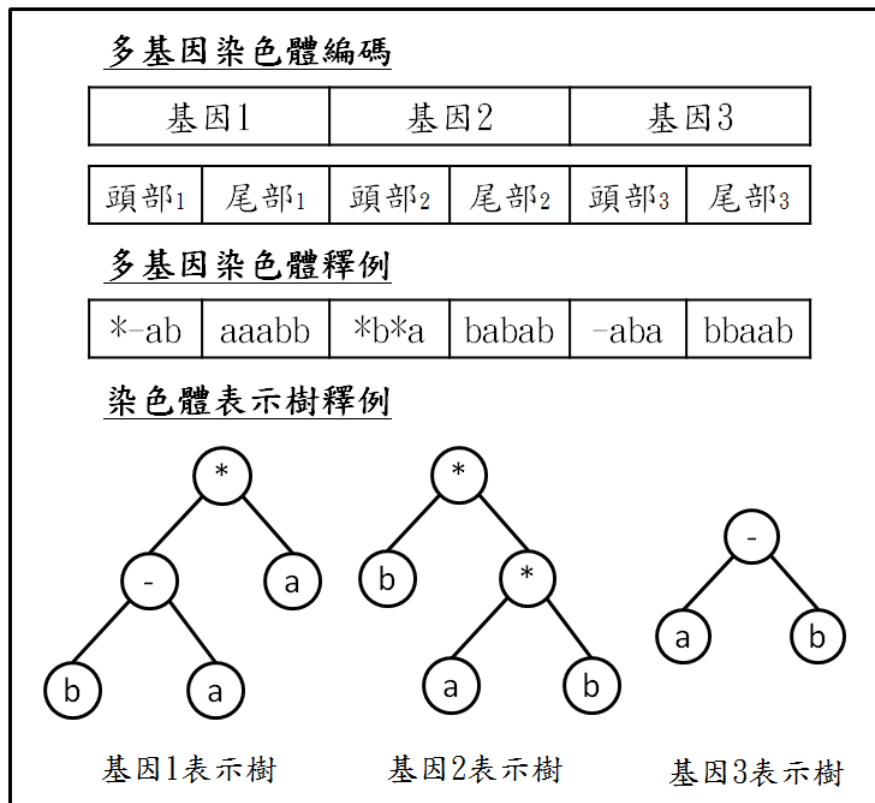 多基因染色體編碼
基因1 基因2 基因3
頭部1 尾部1 頭部2 尾部2 頭部3 尾部3
多基因染色體釋例
*-ab aaabb *b*a babab -aba bbaab
染色體表示樹釋例
* *
-
- a b *
a b
b a a b
基因1表示樹 基因2表示樹 基因3表示樹